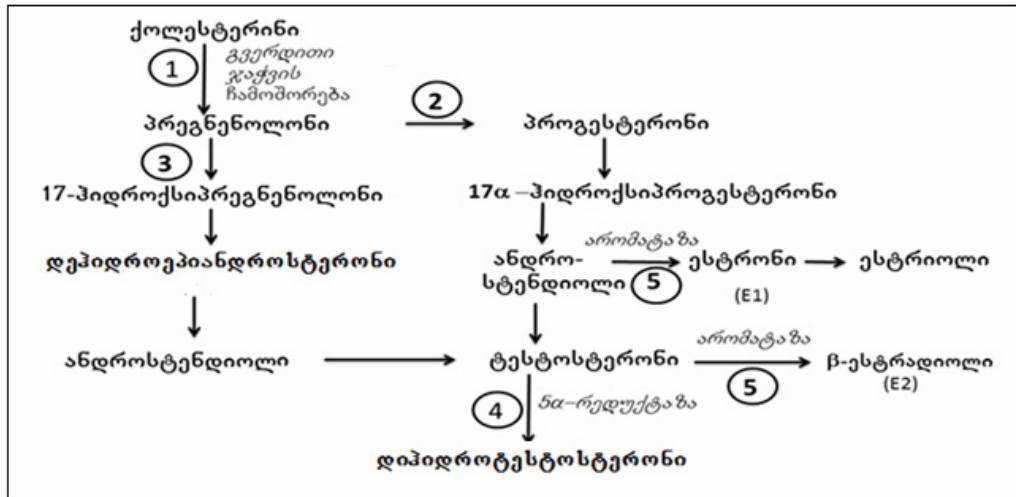 ქოლესტერინი
1
გვერდითი
ჯაჭვის
ჩამოშორება
2
პრეგნენოლონი
პროგესტერონი
3
17-ჰიდროქსიპრეგნენოლონი
17α –ჰიდროქსიპროგესტერონი
დეჰიდროეპიანდროსტერონი
ანდრო-
სტენდიოლი
არომატაზა
5
ესტრონი
(E1)
ესტრიოლი
ანდროსტენდიოლი
ტესტოსტერონი
არომატაზა
5
β-ესტრადიოლი
(E2)
4
5α–რედუქტაზა
დიჰიდროტესტოსტერონი